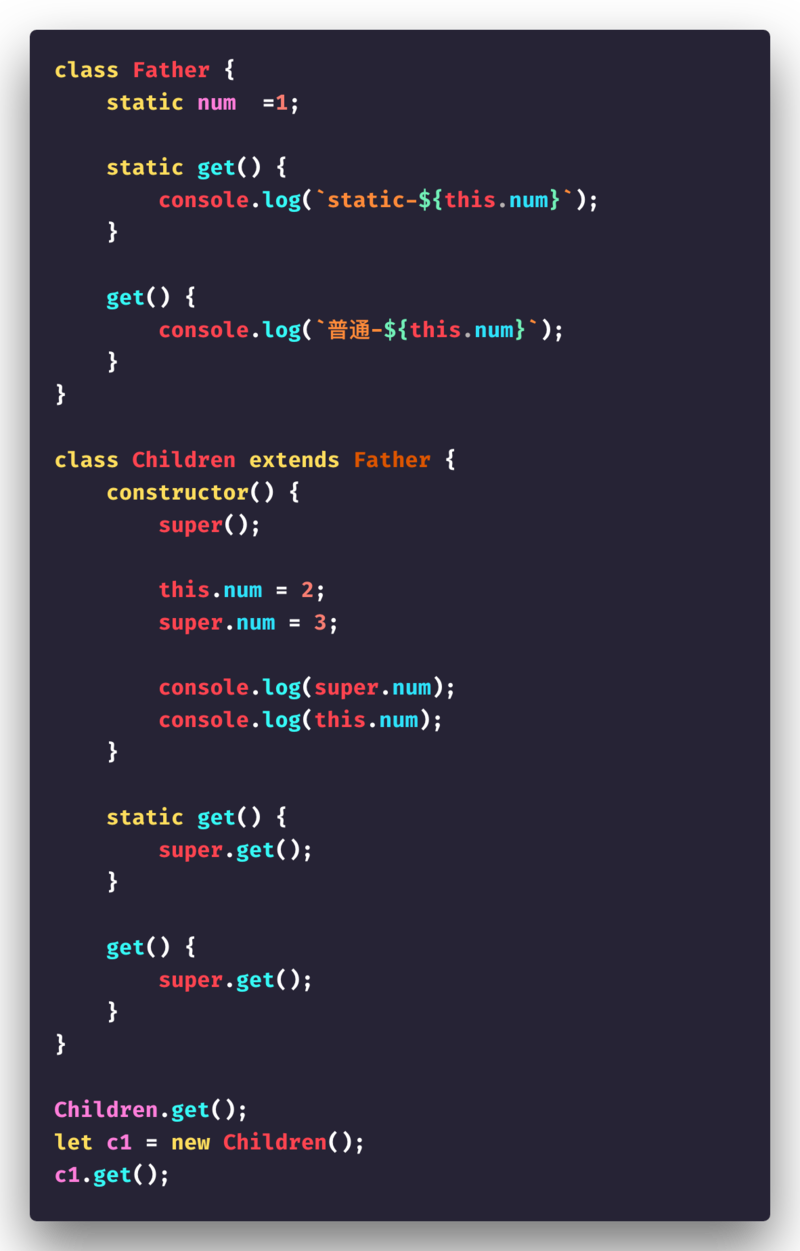 class Father {
    static num  =1;

    static get() {
        console.log(`static-${this.num}`);
    }

    get() {
        console.log(`普通-${this.num}`);
    }
}

class Children extends Father {
    constructor() {
        super();

        this.num = 2;
        super.num = 3;

        console.log(super.num);
        console.log(this.num);
    }

    static get() {
        super.get();
    }

    get() {
        super.get();
    }
}

Children.get();
let c1 = new Children();
c1.get();